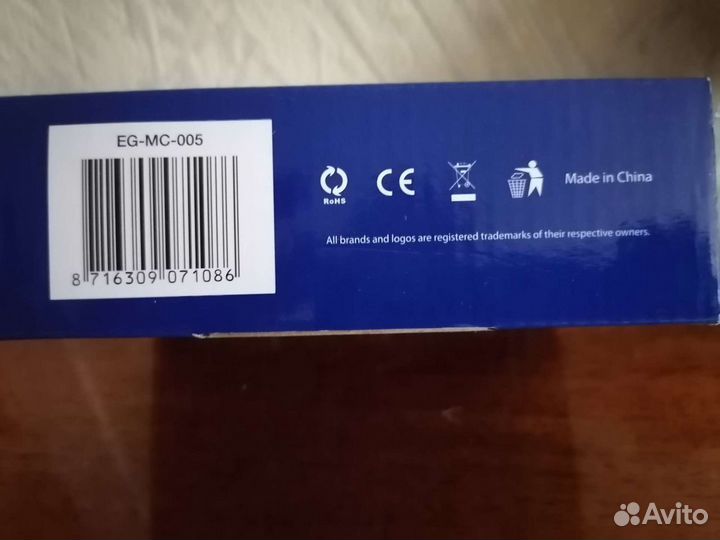 EG-MC-005
8 716309 071086
RoHS
CE
Made in China
All brands and logos are registered trademarks of their respective owners.
Avito